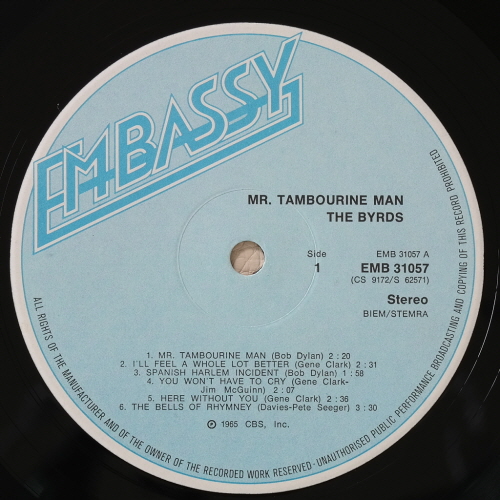 EMBASSY
MR. TAMBOURINE MAN
THE BYRDS
Side
1
EMB 31057 A
EMB 31057
(CS 9172/S 62571)
Stereo
BIEM/STEMRA
1. MR. TAMBOURINE MAN (Bob Dylan) 2:20
2. I'LL FEEL A WHOLE LOT BETTER (Gene Clark) 2:31
3. SPANISH HARLEM INCIDENT (Bob Dylan) 1:58
4. YOU WON'T HAVE TO CRY (Gene Clark-
Jim McGuinn) 2:07
5. HERE WITHOUT YOU (Gene Clark) 2:36
6. THE BELLS OF RHYMNEY (Davies-Pete Seeger) 3:30
Ⓟ 1965 CBS, Inc.
ALL RIGHTS OF THE MANUFACTURER AND OF THE OWNER OF THE RECORDED WORK RESERVED·UNAUTHORISED PUBLIC PERFORMANCE BROADCASTING AND COPYING OF THIS RECORD PROHIBITED